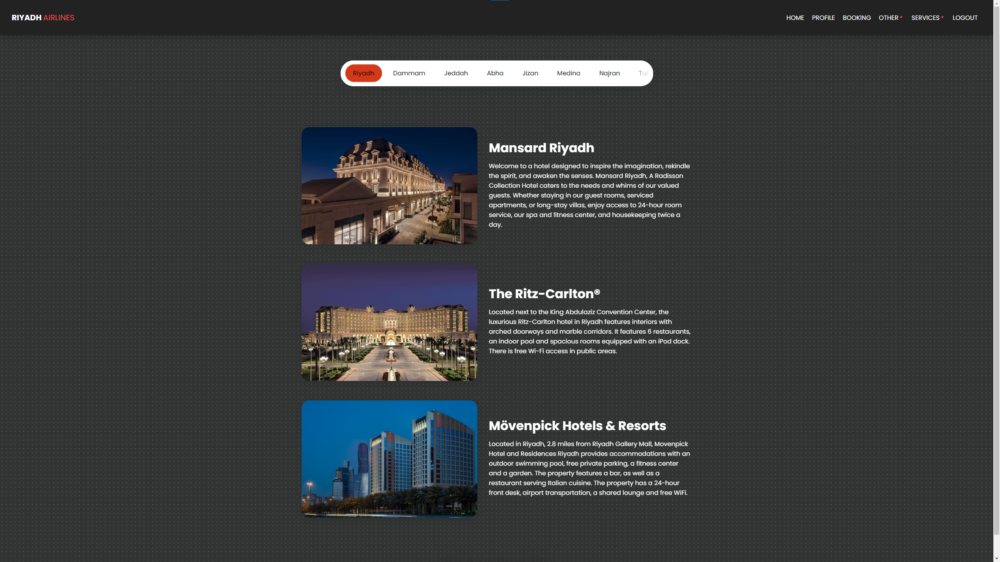 RIYADH AIRLINES
HOME PROFILE BOOKING OTHER SERVICES LOGOUT
Riyadh Dammam Jeddah Abha Jizan Medina Najran
Mansard Riyadh
Welcome to a hotel designed to inspire the imagination, rekindle
the spirit, and awaken the senses. Mansard Riyadh, A Radisson
Collection Hotel caters to the needs and whims of our valued
guests. Whether staying in our guest rooms, serviced
apartments, or long-stay villas, enjoy access to 24-hour room
service, our spa and fitness center, and housekeeping twice a
day.
The Ritz-Carlton®
Located next to the King Abdulaziz Convention Center, the
luxurious Ritz-Carlton hotel in Riyadh features interiors with
arched doorways and marble corridors. It features 6 restaurants,
an indoor pool and spacious rooms equipped with an iPod dock.
There is free Wi-Fi access in public areas.
Mövenpick Hotels & Resorts
Located in Riyadh, 2.8 miles from Riyadh Gallery Mall, Movenpick
Hotel and Residences Riyadh provides accommodations with an
outdoor swimming pool, free private parking, a fitness center
and a garden. The property features a bar, as well as a
restaurant serving Italian cuisine. The property has a 24-hour
front desk, airport transportation, a shared lounge and free WiFi.